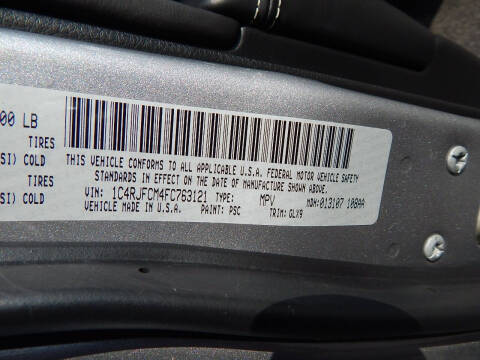 00 LB
TIRES
SI) COLD
TIRES
SI) COLD
THIS VEHICLE CONFORMS TO ALL APPLICABLE U.S.A. FEDERAL MOTOR VEHICLE SAFETY
STANDARDS IN EFFECT ON THE DATE OF MANUFACTURE SHOWN ABOVE.
VIN: 1C4RJFCM4FC763121 TYPE: MPV MDH:013107 108AA
VEHICLE MADE IN U.S.A. PAINT: PSC TRIM: GLX9